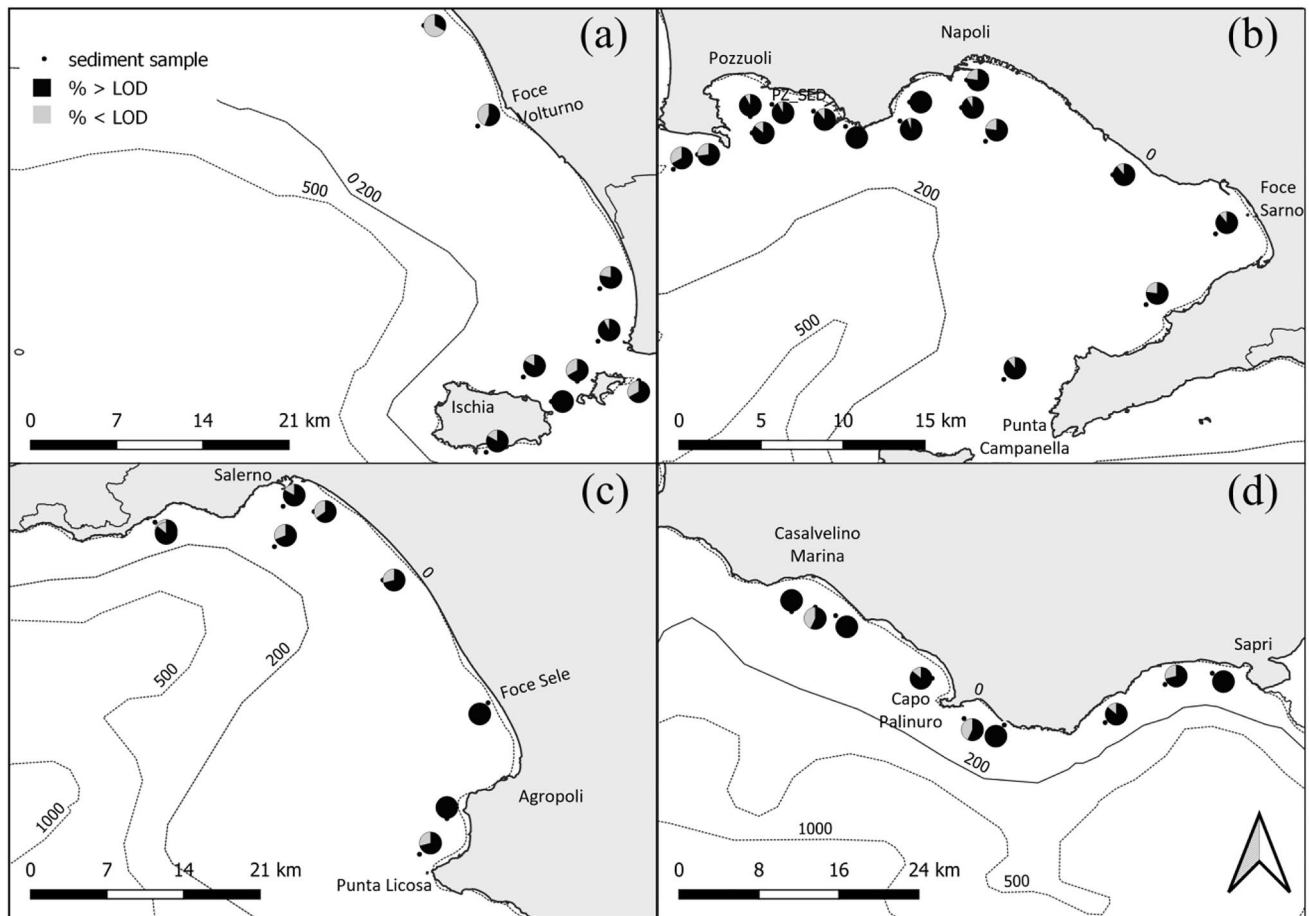 (a)
sediment sample
% > LOD
% < LOD
Foce
Volturno
500
0
200
0
Ischia
0 7 14 21 km
(b)
Napoli
Pozzuoli
PZ_SED_
0
Foce
Sarno
200
500
0 5 10 15 km
Punta
Campanella
(c)
Salerno
0
200
500
Foce Sele
1000
Agropoli
0 7 14 21 km
Punta Licosa
(d)
Casalvelino
Marina
Sapri
0
Capo
Palinuro
200
1000
500
0 8 16 24 km